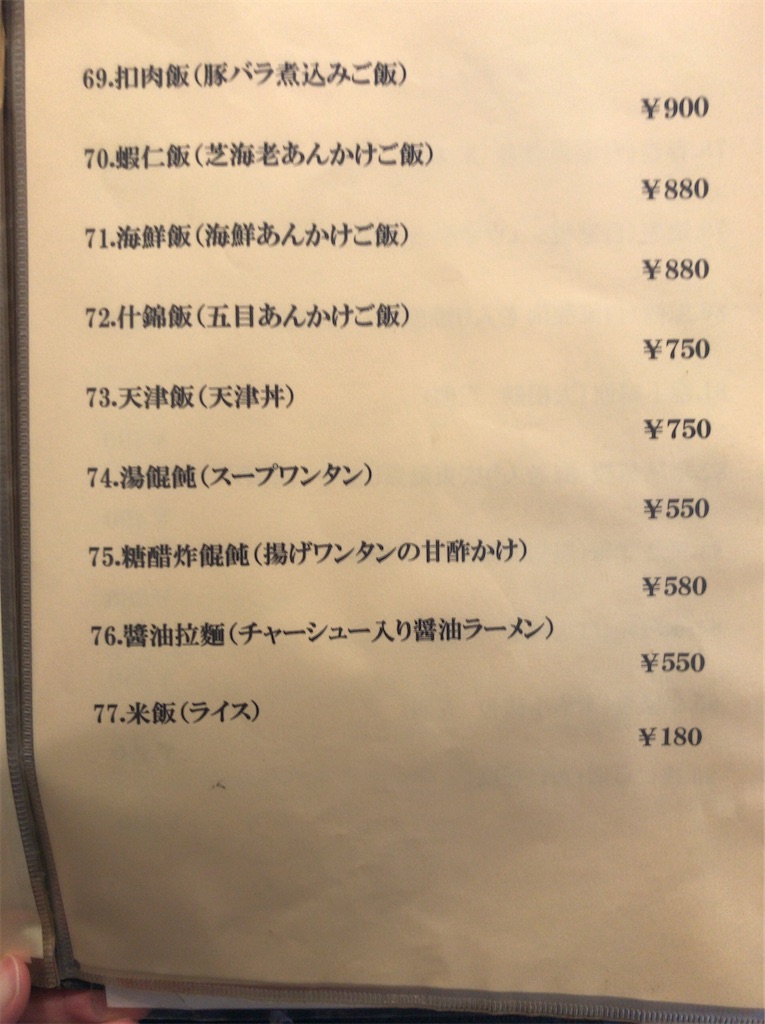 69.扣肉飯(豚バラ煮込みご飯)
￥900
70.蝦仁飯(芝海老あんかけご飯)
￥880
71.海鮮飯(海鮮あんかけご飯)
￥880
72.什錦飯(五目あんかけご飯)
￥750
73.天津飯(天津丼)
￥750
74.湯餛飩(スープワンタン)
￥550
75.糖醋炸餛飩(揚げワンタンの甘酢かけ)
￥580
76.醬油拉麵(チャーシュー入り醤油ラーメン)
￥550
77.米飯(ライス)
￥180